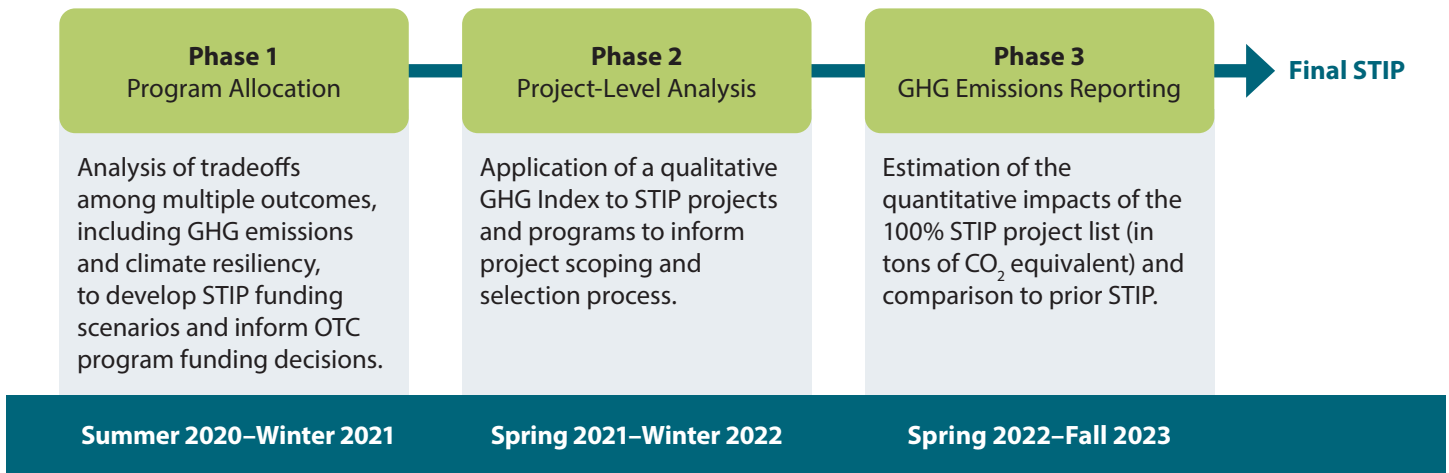 Phase 1
Program Allocation
Phase 2
Project-Level Analysis
Phase 3
GHG Emissions Reporting
Final STIP
Analysis of tradeoffs
among multiple outcomes,
including GHG emissions
and climate resiliency,
to develop STIP funding
scenarios and inform OTC
program funding decisions.
Application of a qualitative
GHG Index to STIP projects
and programs to inform
project scoping and
selection process.
Estimation of the
quantitative impacts of the
100% STIP project list (in
tons of CO₂ equivalent) and
comparison to prior STIP.
Summer 2020–Winter 2021
Spring 2021–Winter 2022
Spring 2022–Fall 2023